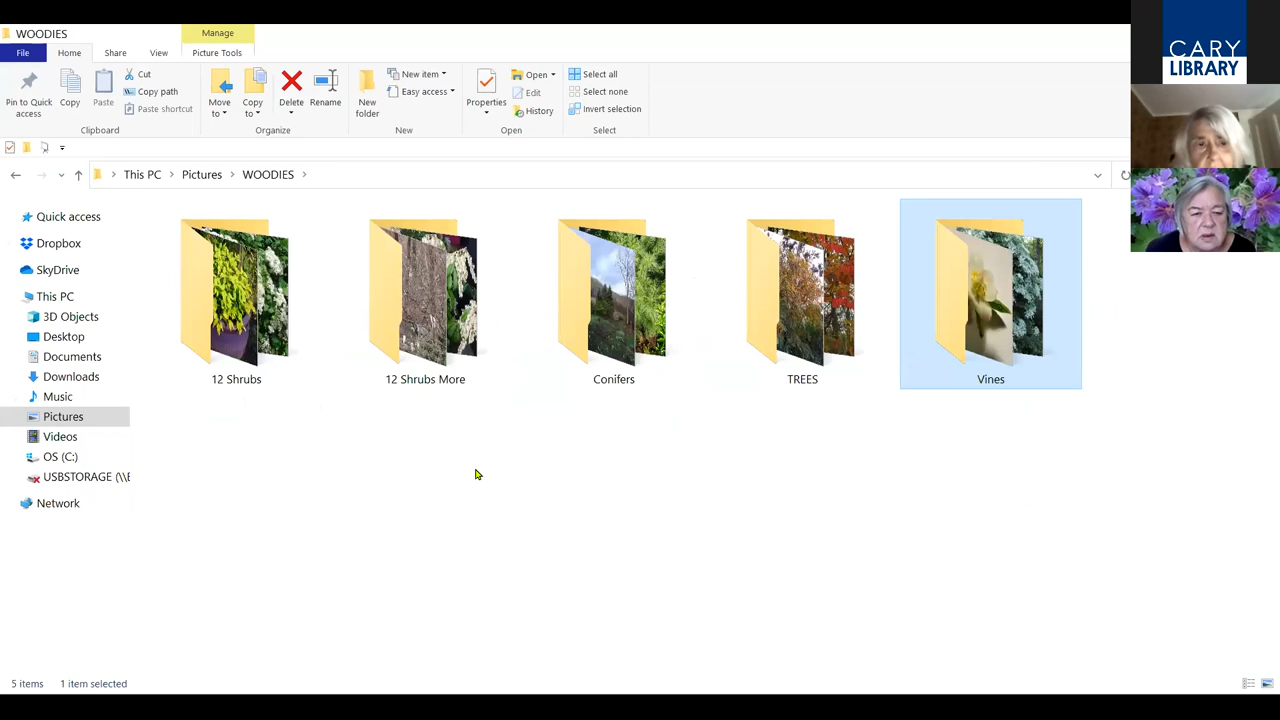 WOODIES
Manage
File
Home
Share
View
Picture Tools
Pin to Quick access
Copy
Paste
Cut
Copy path
Paste shortcut
Clipboard
Move to
Copy to
Delete
Rename
Organize
New folder
New item
Easy access
New
Properties
Open
Edit
History
Open
Select all
Select none
Invert selection
Select
This PC
Pictures
WOODIES
Quick access
Dropbox
SkyDrive
This PC
3D Objects
Desktop
Documents
Downloads
Music
Pictures
Videos
OS (C:)
USBSTORAGE (\\E
Network
12 Shrubs
12 Shrubs More
Conifers
TREES
Vines
5 items
1 item selected
CARY
LIBRARY